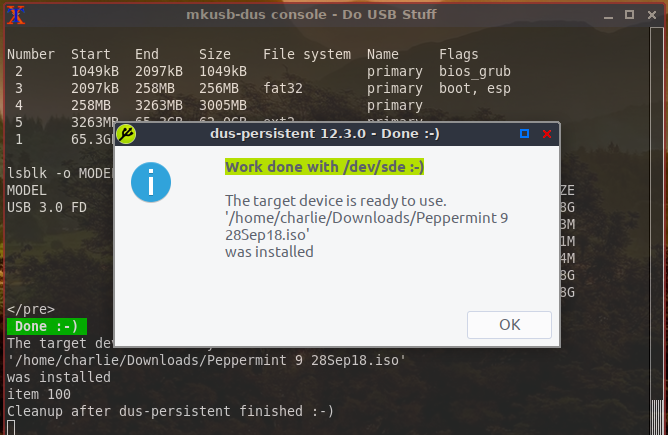 mkusb-dus console - Do USB Stuff
Number Start End Size File system Name Flags
2 1049kB 2097kB 1049kB primary bios_grub
3 2097kB 258MB 256MB fat32 primary boot, esp
4 258MB 3263MB 3005MB primary
5 3263MB primary
1 65.3G
lsblk -o MODE
MODEL ZE
USB 3.0 FD 8G
3M
1M
4M
8G
8G
dus-persistent 12.3.0 - Done :-)
Work done with /dev/sde :-)
The target device is ready to use.
'/home/charlie/Downloads/Peppermint 9
28Sep18.iso'
was installed
OK
</pre>
Done :-)
The target de
'/home/charlie/Downloads/Peppermint 9 28Sep18.iso'
was installed
item 100
Cleanup after dus-persistent finished :-)